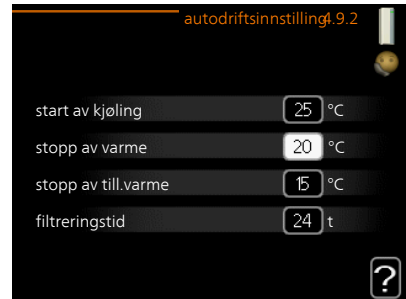 autodriftsinnstilling4.9.2
start av kjøling 25 °C
stopp av varme 20 °C
stopp av till.varme 15 °C
filtreringstid 24 t
?